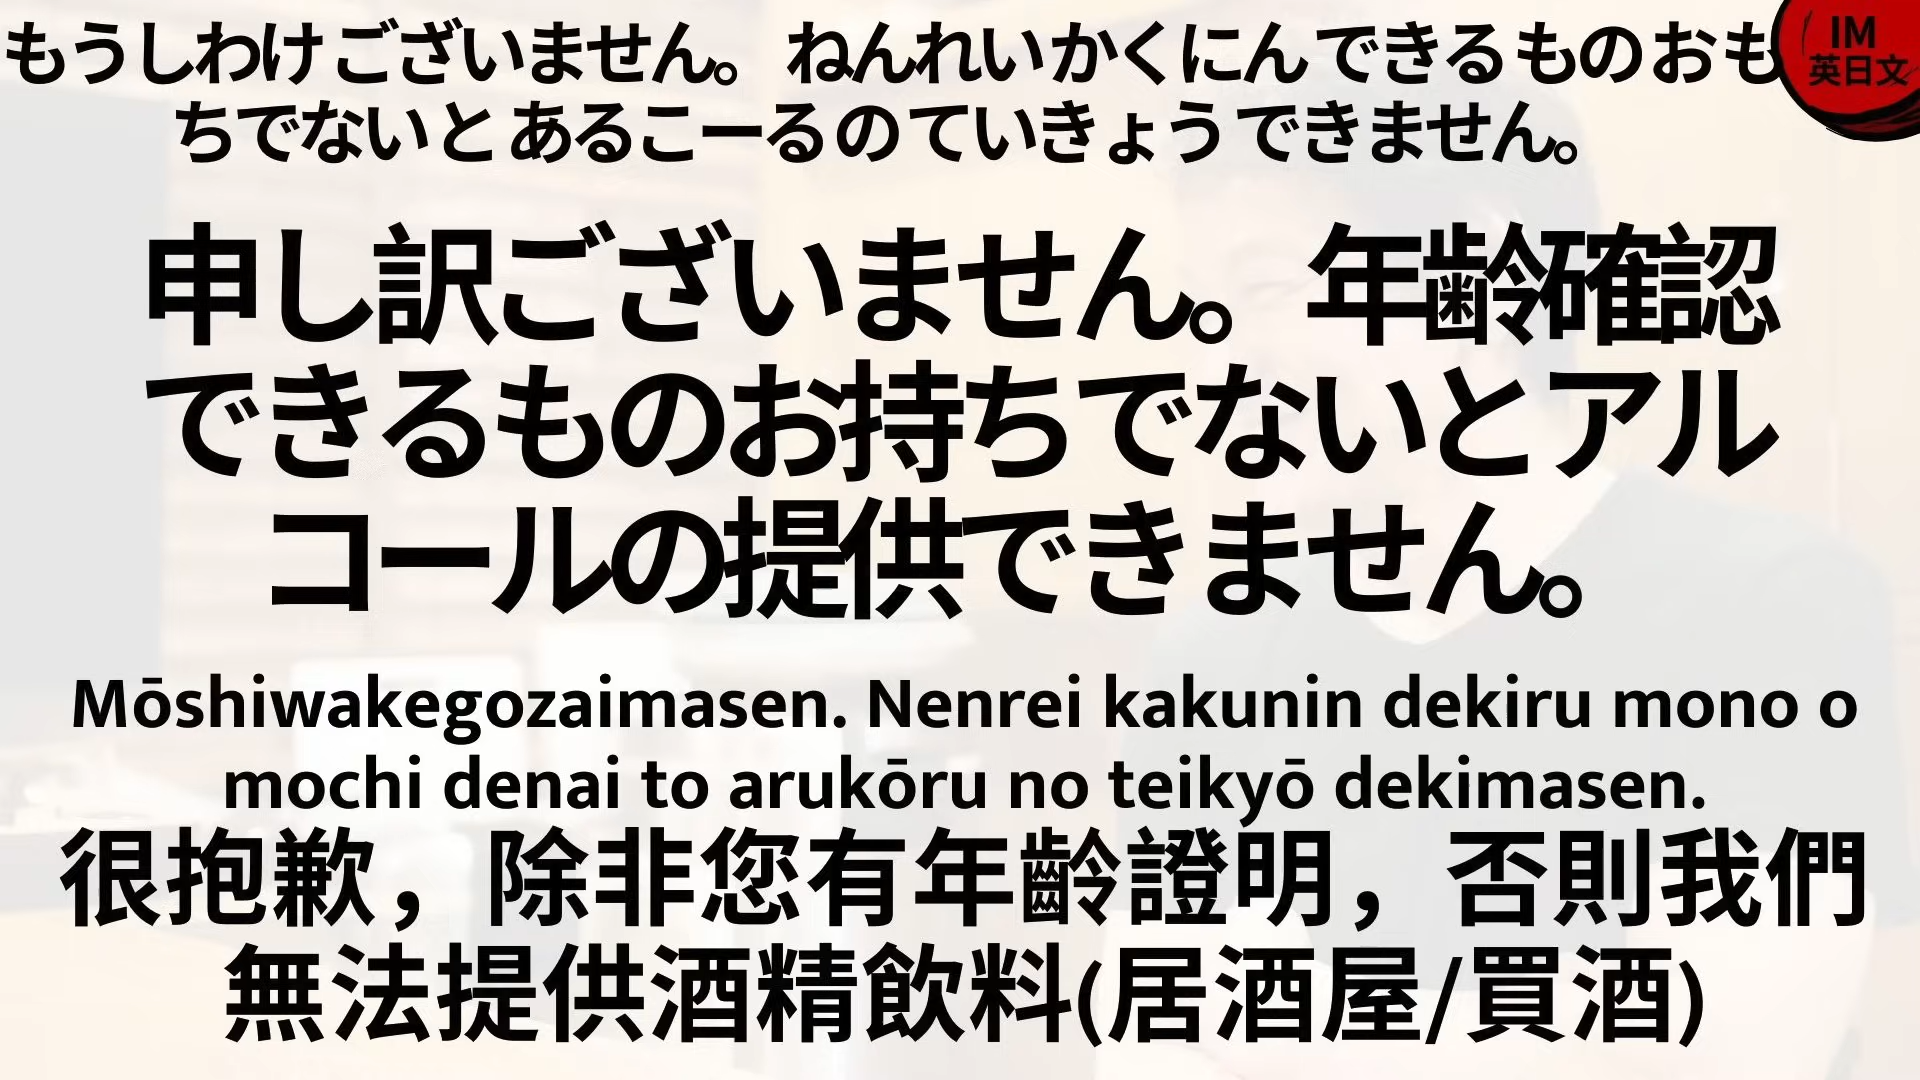 もうしわけございません。 ねんれいかくにんできるものおも
ちでないとあるこーるのていきょうできません。
IM
英日文
申し訳ございません。年齢確認
できるものお持ちでないとアル
コールの提供できません。
Mōshiwakegozaimasen. Nenrei kakunin dekiru mono o
mochi denai to arukōru no teikyō dekimasen.
很抱歉，除非您有年齡證明，否則我們
無法提供酒精飲料(居酒屋/買酒)